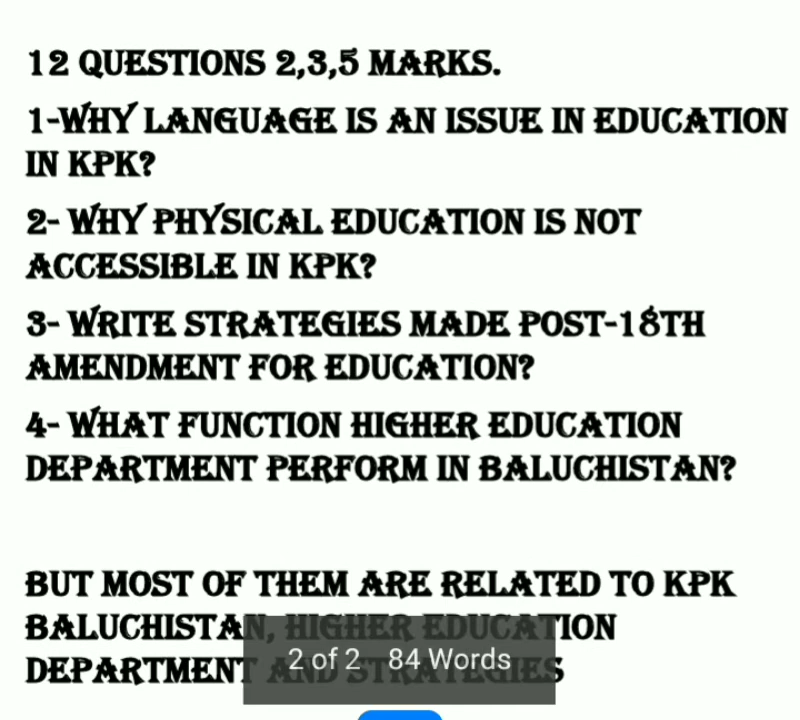 12 QUESTIONS 2,3,5 MARKS.
1-WHY LANGUAGE IS AN ISSUE IN EDUCATION
IN KPK?
2- WHY PHYSICAL EDUCATION IS NOT
ACCESSIBLE IN KPK?
3- WRITE STRATEGIES MADE POST-18TH
AMENDMENT FOR EDUCATION?
4- WHAT FUNCTION HIGHER EDUCATION
DEPARTMENT PERFORM IN BALUCHISTAN?
BUT MOST OF THEM ARE RELATED TO KPK
BALUCHISTAN, HIGHER EDUCATION
DEPARTMENT AND STRATEGIES
2 of 2 84 Words